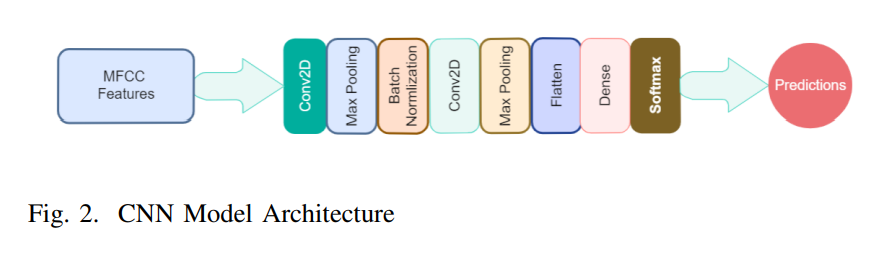 MFCC
Features
Conv2D
Max Pooling
Batch
Normlization
Conv2D
Max Pooling
Flatten
Dense
Softmax
Predictions
Fig. 2. CNN Model Architecture